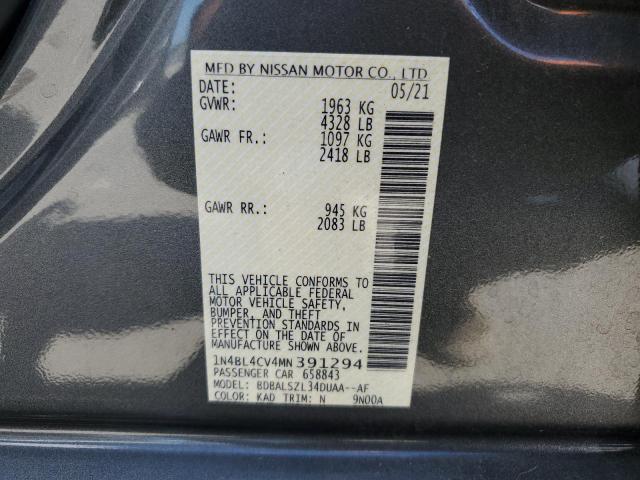 MFD BY NISSAN MOTOR CO., LTD
DATE: 05/21
GVWR: 1963 KG
4328 LB
GAWR FR.: 1097 KG
2418 LB
GAWR RR.: 945 KG
2083 LB
THIS VEHICLE CONFORMS TO
ALL APPLICABLE FEDERAL
MOTOR VEHICLE SAFETY,
BUMPER, AND THEFT
PREVENTION STANDARDS IN
EFFECT ON THE DATE OF
MANUFACTURE SHOWN ABOVE.
1N4BL4CV4MN391294
PASSENGER CAR 658843
MODEL: BDBALSZL34DUAA--AF
COLOR: KAD TRIM: N 9N00A